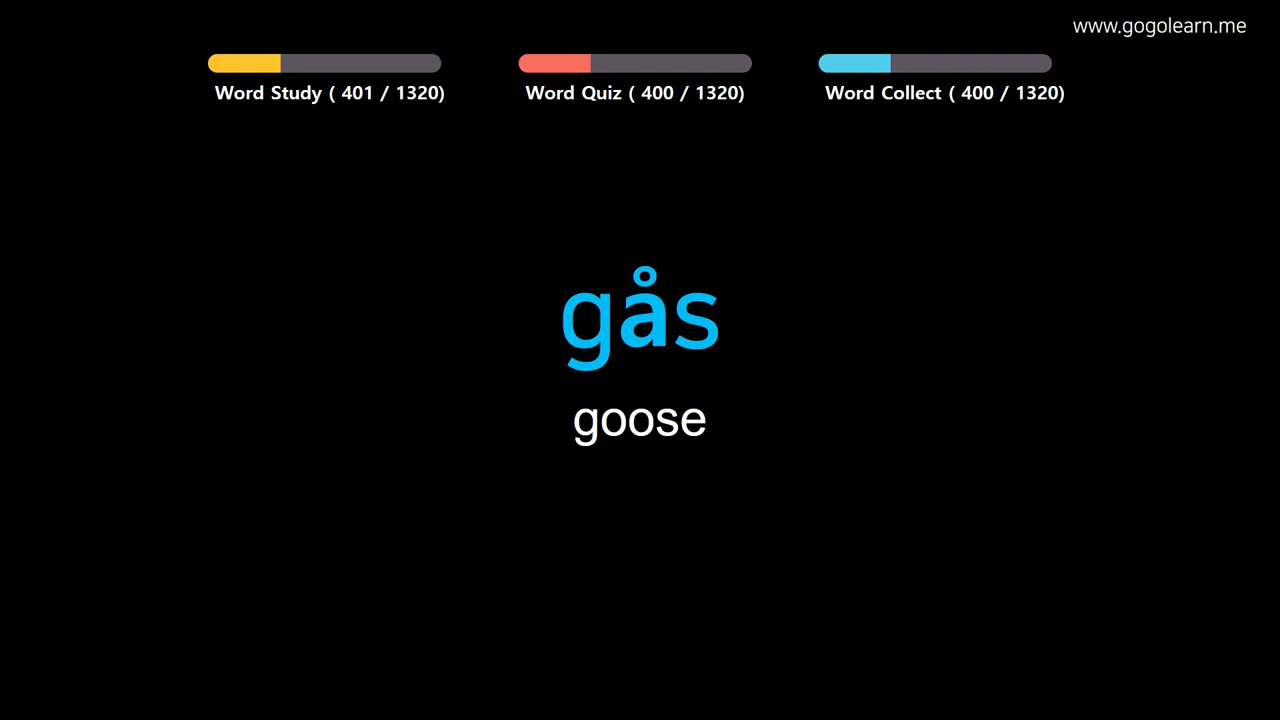 www.gogolearn.me
Word Study ( 401 / 1320)
Word Quiz ( 400 / 1320)
Word Collect ( 400 / 1320)
gås
goose